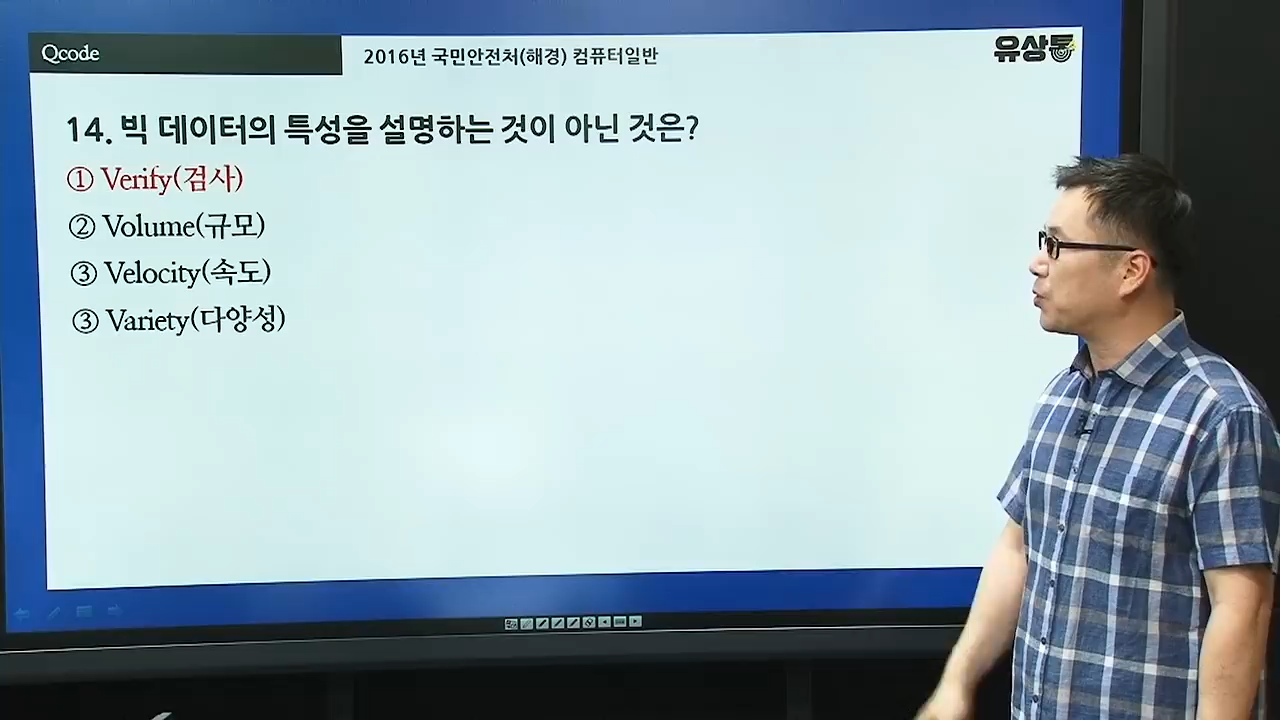 Qcode
2016년 국민안전처(해경) 컴퓨터일반
유상통
14. 빅 데이터의 특성을 설명하는 것이 아닌 것은?
① Verify(검사)
② Volume(규모)
③ Velocity(속도)
③ Variety(다양성)